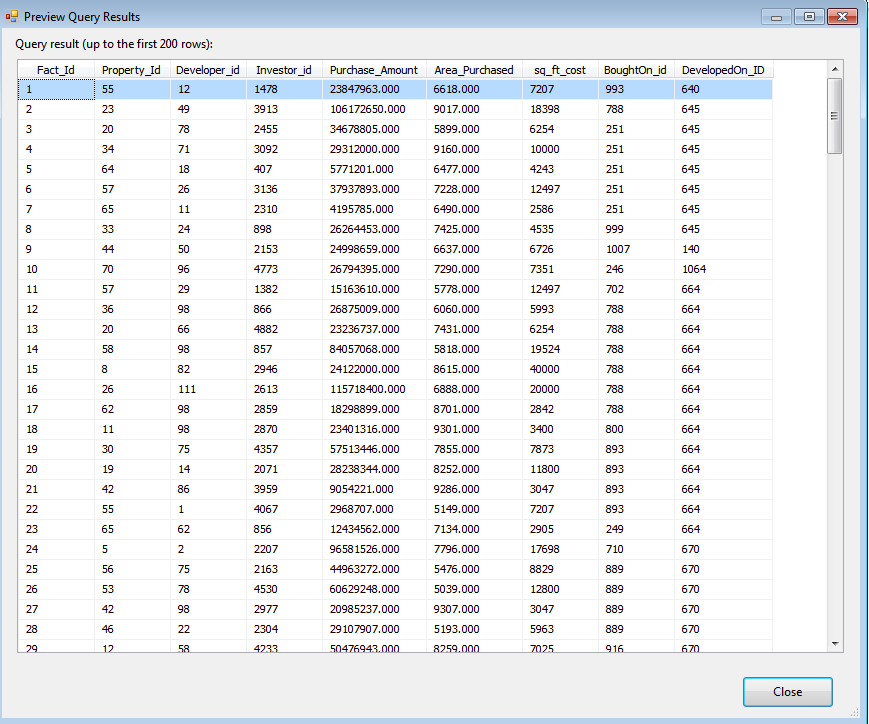 Preview Query Results
Query result (up to the first 200 rows):
Fact_Id Property_Id Developer_id Investor_id Purchase_Amount Area_Purchased sq_ft_cost BoughtOn_id DevelopedOn_ID
1 55 12 1478 23847963.000 6618.000 7207 993 640
2 23 49 3913 106172650.000 9017.000 18398 788 645
3 20 78 2455 34678805.000 5899.000 6254 251 645
4 34 71 3092 29312000.000 9160.000 10000 251 645
5 64 18 407 5771201.000 6477.000 4243 251 645
6 57 26 3136 37937893.000 7228.000 12497 251 645
7 65 11 2310 4195785.000 6490.000 2586 251 645
8 33 24 898 26264453.000 7425.000 4535 999 645
9 44 50 2153 24998659.000 6637.000 6726 1007 140
10 70 96 4773 26794395.000 7290.000 7351 246 1064
11 57 29 1382 15163610.000 5778.000 12497 702 664
12 36 98 866 26875009.000 6060.000 5993 788 664
13 20 66 4882 23236737.000 7431.000 6254 788 664
14 58 98 857 84057068.000 5818.000 19524 788 664
15 8 82 2946 24122000.000 8615.000 40000 788 664
16 26 111 2613 115718400.000 6888.000 20000 788 664
17 62 98 2859 18298899.000 8701.000 2842 788 664
18 11 98 2870 23401316.000 9301.000 3400 800 664
19 30 75 4357 57513446.000 7855.000 7873 893 664
20 19 14 2071 28238344.000 8252.000 11800 893 664
21 42 86 3959 9054221.000 9286.000 3047 893 664
22 55 1 4067 2968707.000 5149.000 7207 893 664
23 65 62 856 12434562.000 7134.000 2905 249 664
24 5 2 2207 96581526.000 7796.000 17698 710 670
25 56 75 2163 44963272.000 5476.000 8829 889 670
26 53 78 4530 60629248.000 5039.000 12800 889 670
27 42 98 2977 20985237.000 9307.000 3047 889 670
28 46 22 2304 29107907.000 5193.000 5963 889 670
29 12 58 4233 50476943.000 8259.000 7025 916 670
Close